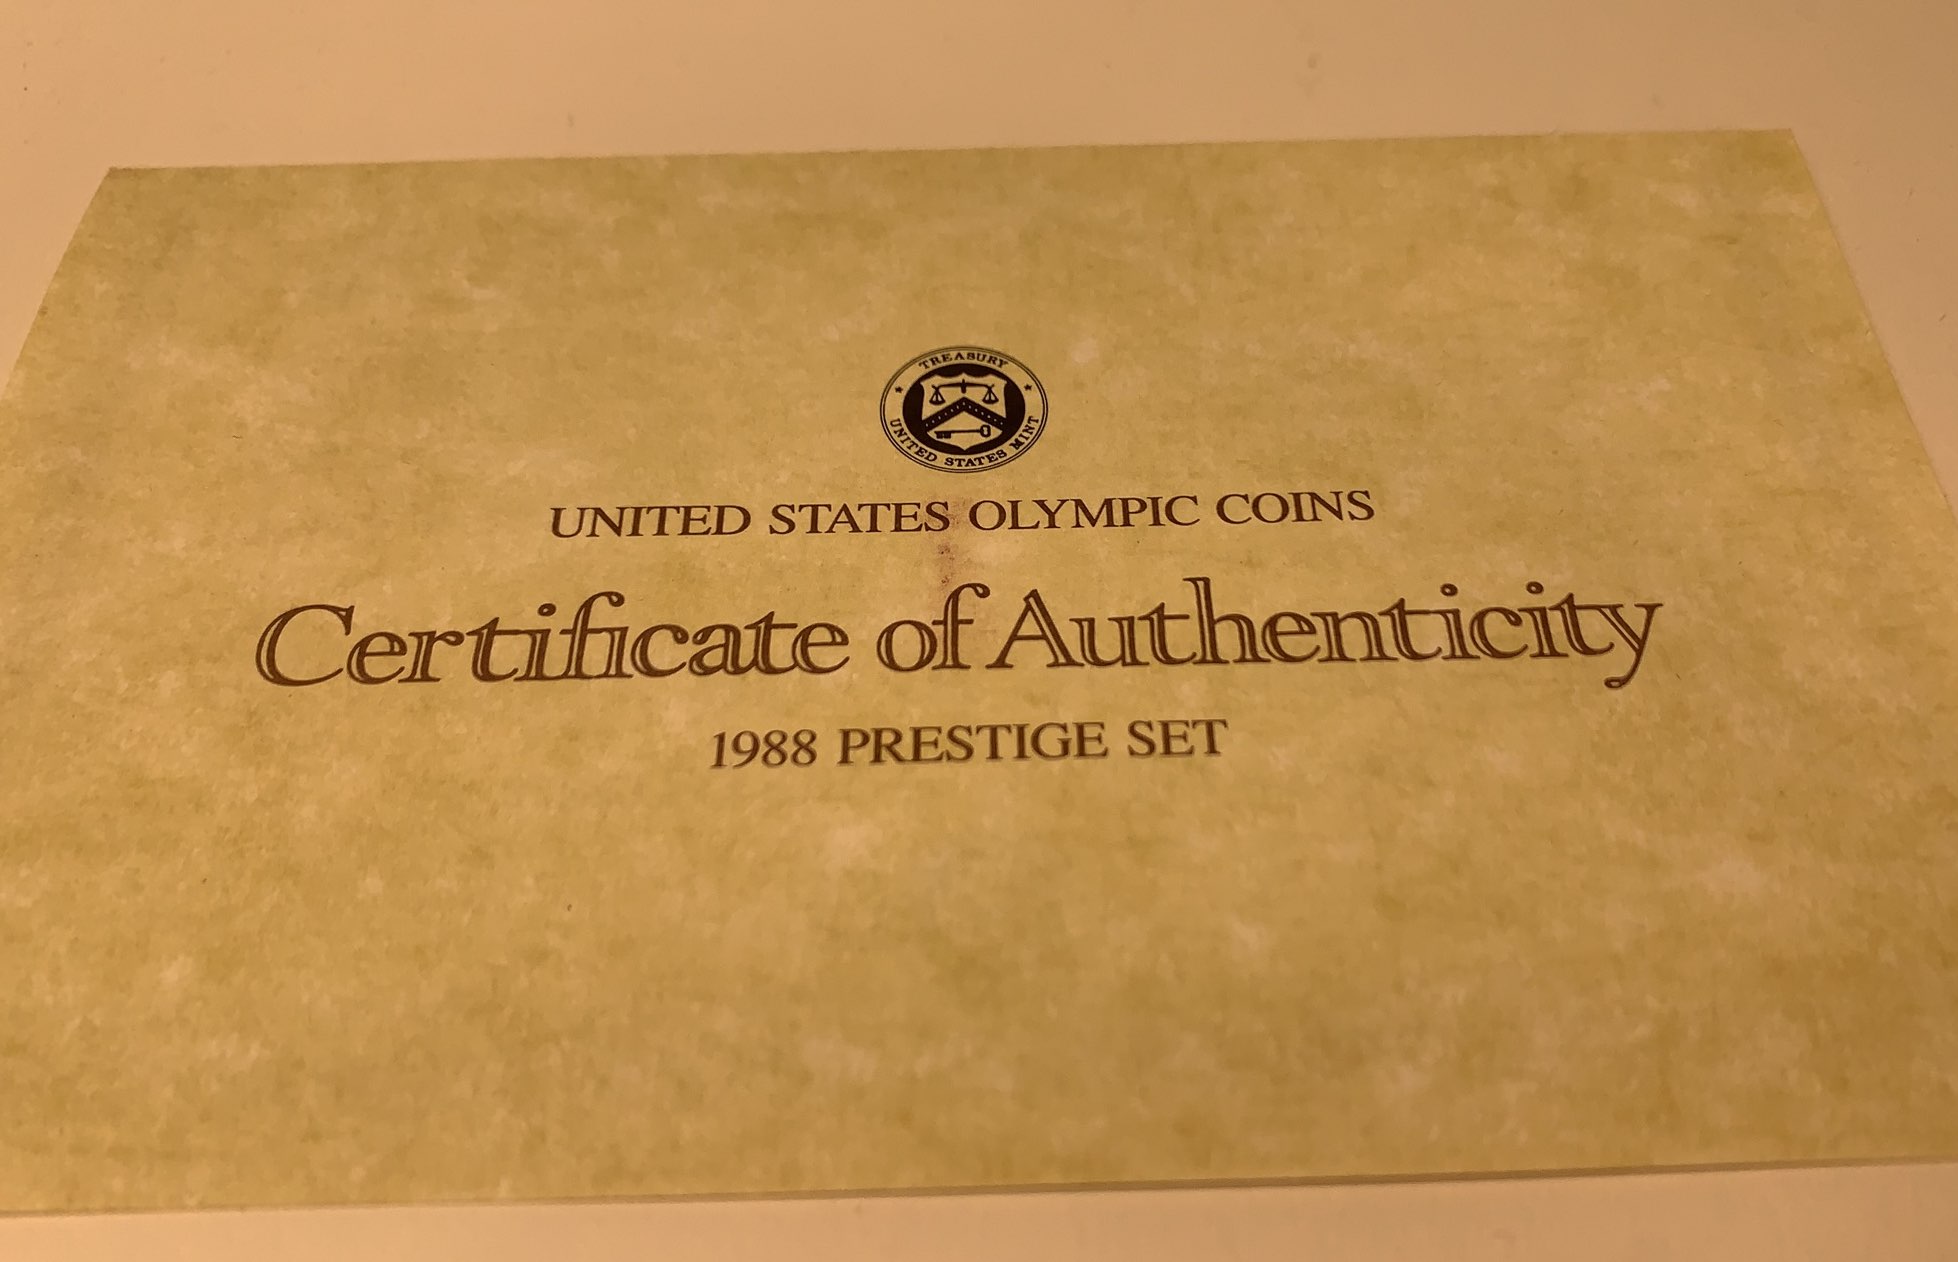 TREASURY
UNITED STATES MINT
UNITED STATES OLYMPIC COINS
Certificate of Authenticity
1988 PRESTIGE SET